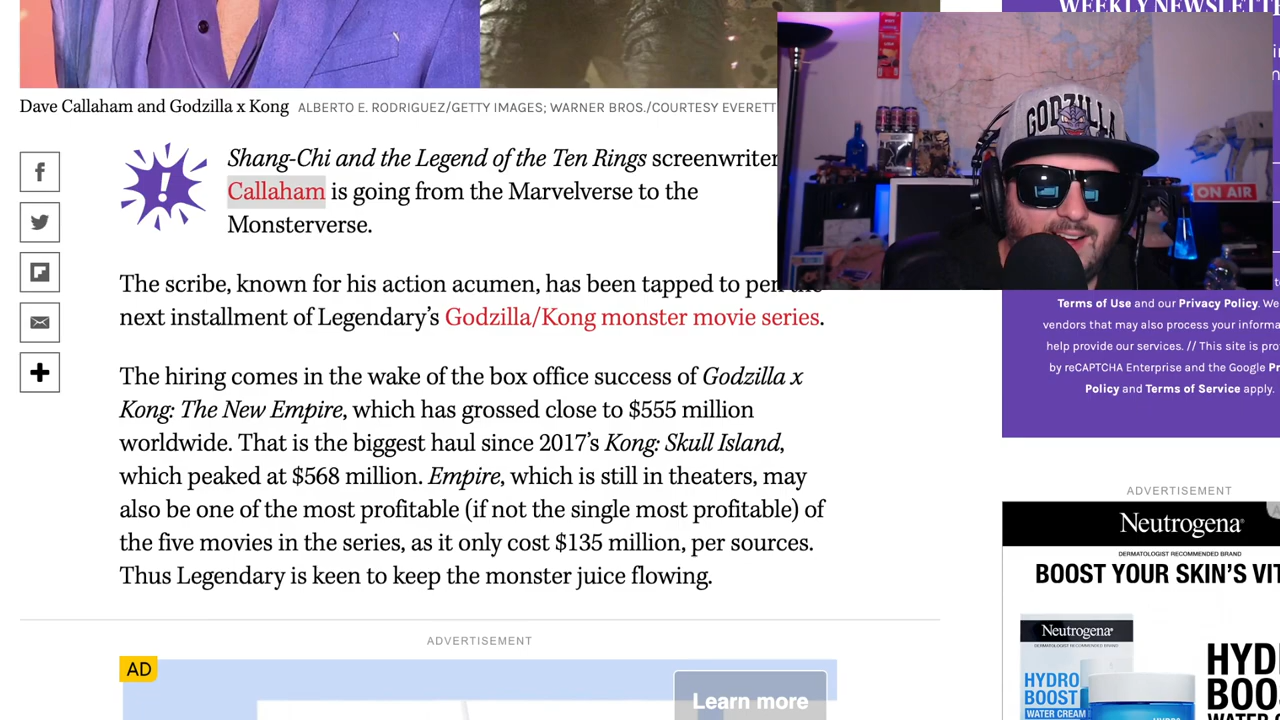 WEEKLY NEWSLETTE
Dave Callaham and Godzilla x Kong ALBERTO E. RODRIGUEZ/GETTY IMAGES; WARNER BROS./COURTESY EVERETT
!
Shang-Chi and the Legend of the Ten Rings screenwriter
Callaham is going from the Marvelverse to the
Monsterverse.
The scribe, known for his action acumen, has been tapped to pen the
next installment of Legendary’s Godzilla/Kong monster movie series.
The hiring comes in the wake of the box office success of Godzilla x
Kong: The New Empire, which has grossed close to $555 million
worldwide. That is the biggest haul since 2017’s Kong: Skull Island,
which peaked at $568 million. Empire, which is still in theaters, may
also be one of the most profitable (if not the single most profitable) of
the five movies in the series, as it only cost $135 million, per sources.
Thus Legendary is keen to keep the monster juice flowing.
ADVERTISEMENT
AD
Learn more
GODZILLA
ON AIR
Terms of Use and our Privacy Policy. We
vendors that may also process your informa
help provide our services. // This site is pro
by reCAPTCHA Enterprise and the Google Pr
Policy and Terms of Service apply.
ADVERTISEMENT
Neutrogena®
DERMATOLOGIST RECOMMENDED BRAND
BOOST YOUR SKIN'S VIT
Neutrogena®
DERMATOLOGIST RECOMMENDED BRAND
HYDRO
BOOST
WATER CREAM
HYD
BOO
WATER CRE